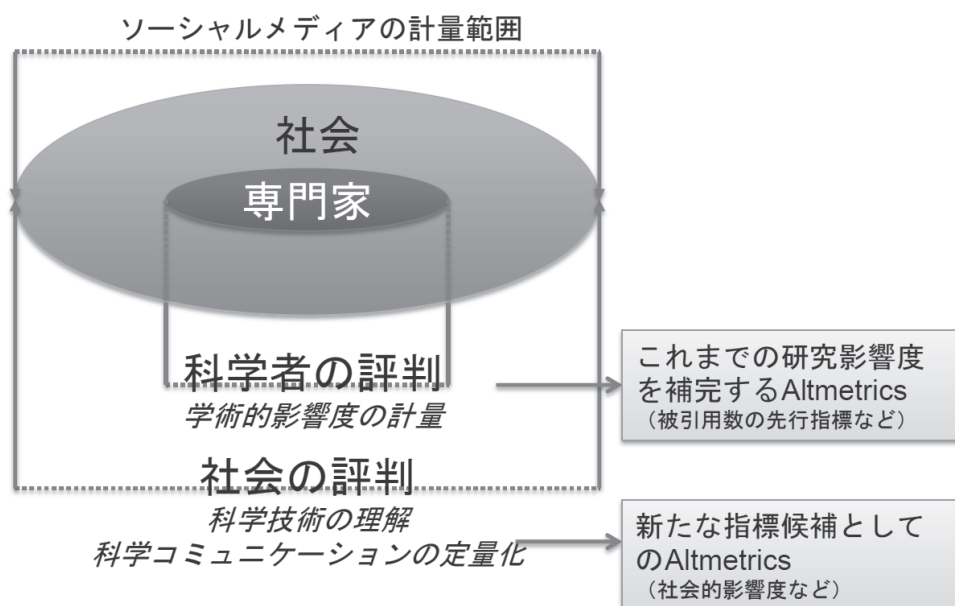 ソーシャルメディアの計量範囲
社会
専門家
科学者の評判
学術的影響度の計量
これまでの研究影響度
を補完するAltmetrics
（被引用数の先行指標など）
社会の評判
科学技術の理解
科学コミュニケーションの定量化
新たな指標候補として
のAltmetrics
（社会的影響度など）